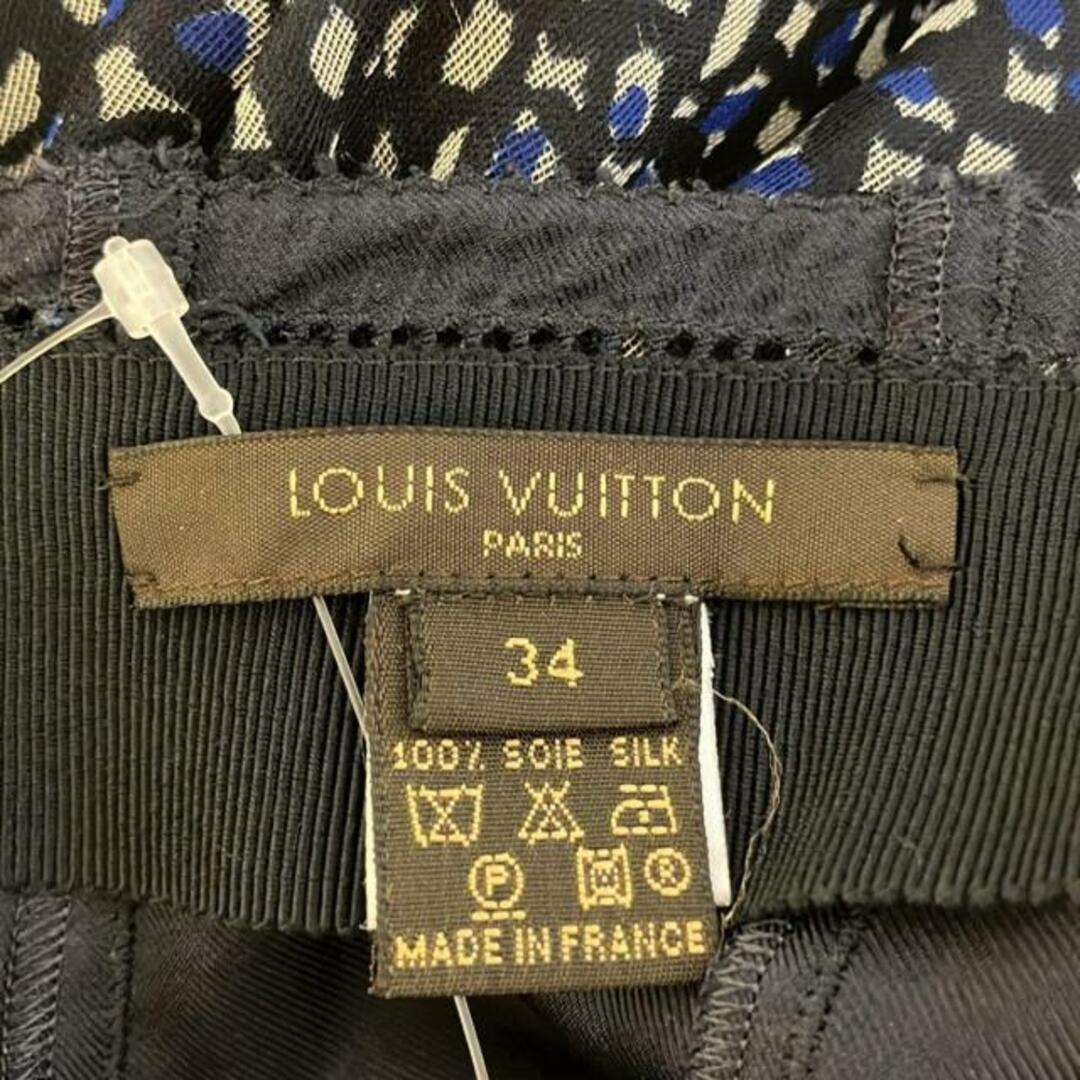 LOUIS VUITTON
PARIS
34
100% SOIE SILK
P
®
MADE IN FRANCE